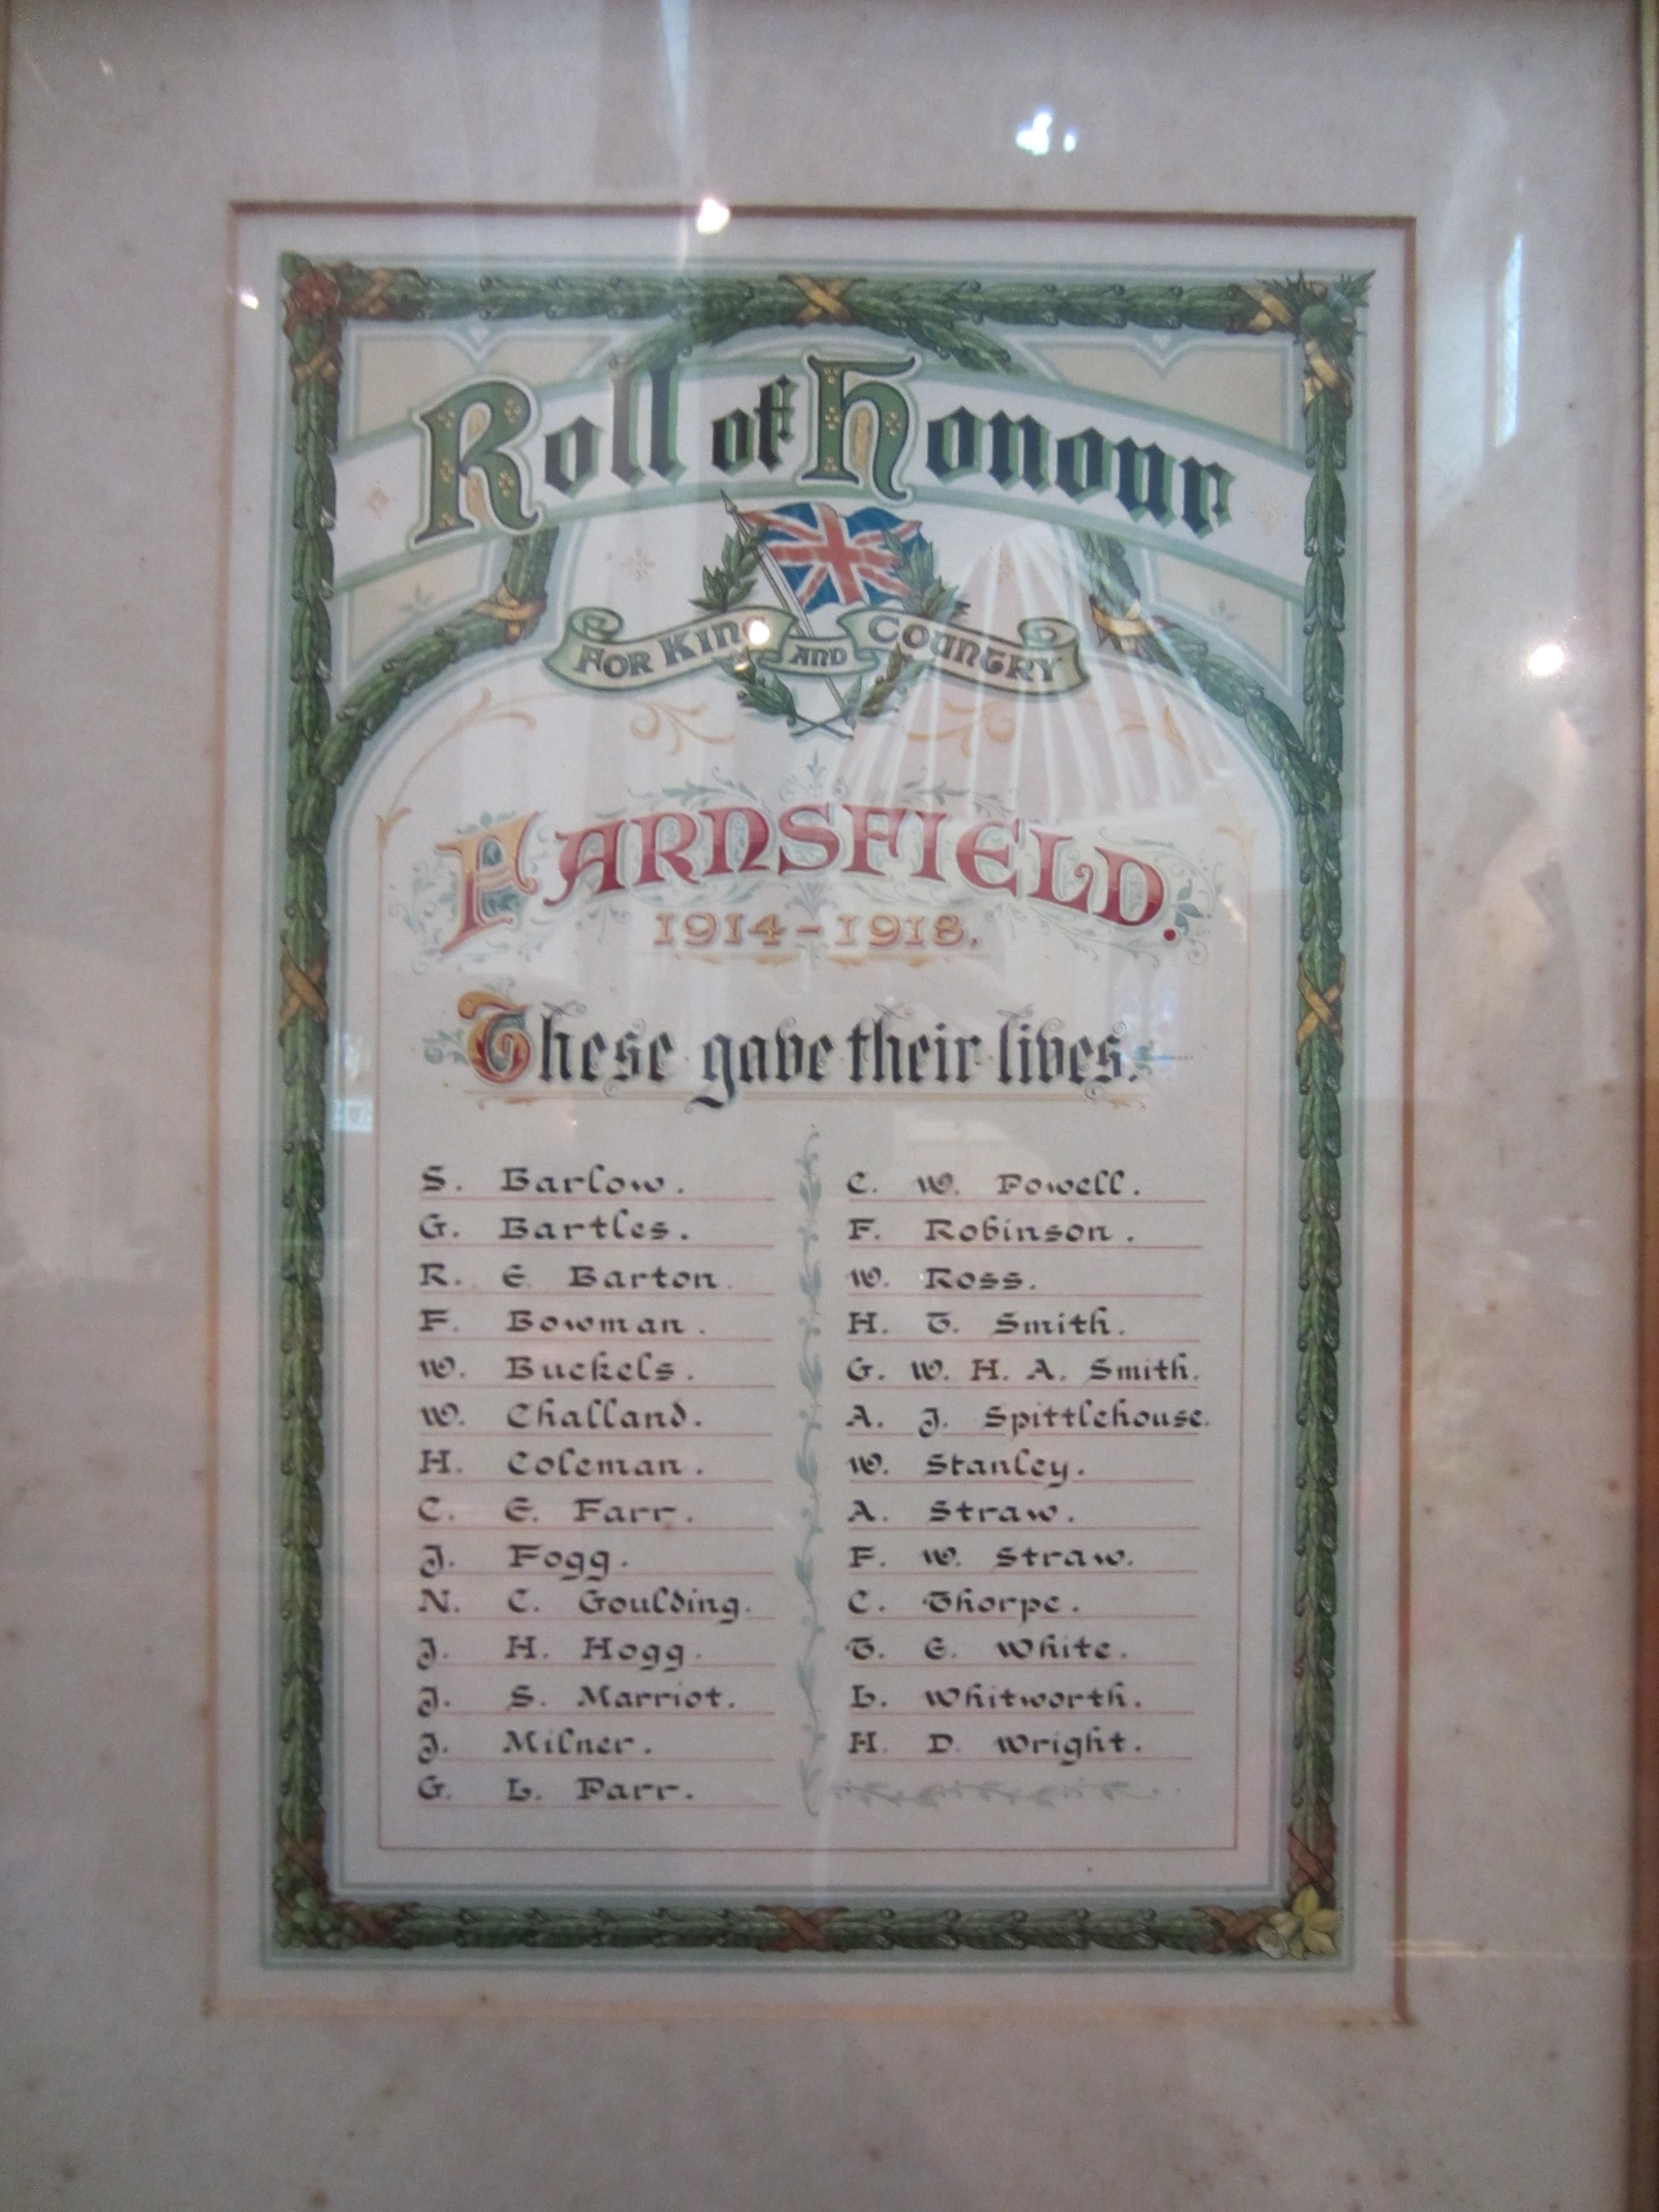 Roll of Honour
FOR KING AND COUNTRY
FARNSFIELD.
1914-1918.
These gave their lives.
S. Barlow.
G. Bartles.
R. E. Barton.
F. Bowman.
W. Buckels.
W. Challand.
H. Coleman.
C. E. Farr.
J. Fogg.
N. C. Goulding.
J. H. Hogg.
J. S. Marriot.
J. Milner.
G. L. Parr.
C. W. Powell.
F. Robinson.
W. Ross.
H. T. Smith.
G. W. H. A. Smith.
A. J. Spittlehouse.
W. Stanley.
A. Straw.
F. W. Straw.
C. Thorpe.
T. E. White.
L. Whitworth.
H. D. Wright.